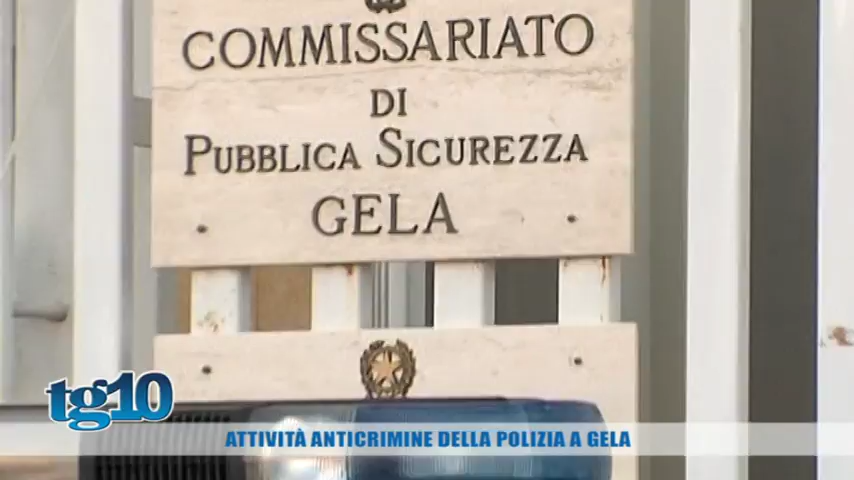 COMMISSARIATO
DI
PUBBLICA SICUREZZA
GELA
tg10
ATTIVITÀ ANTICRIMINE DELLA POLIZIA A GELA